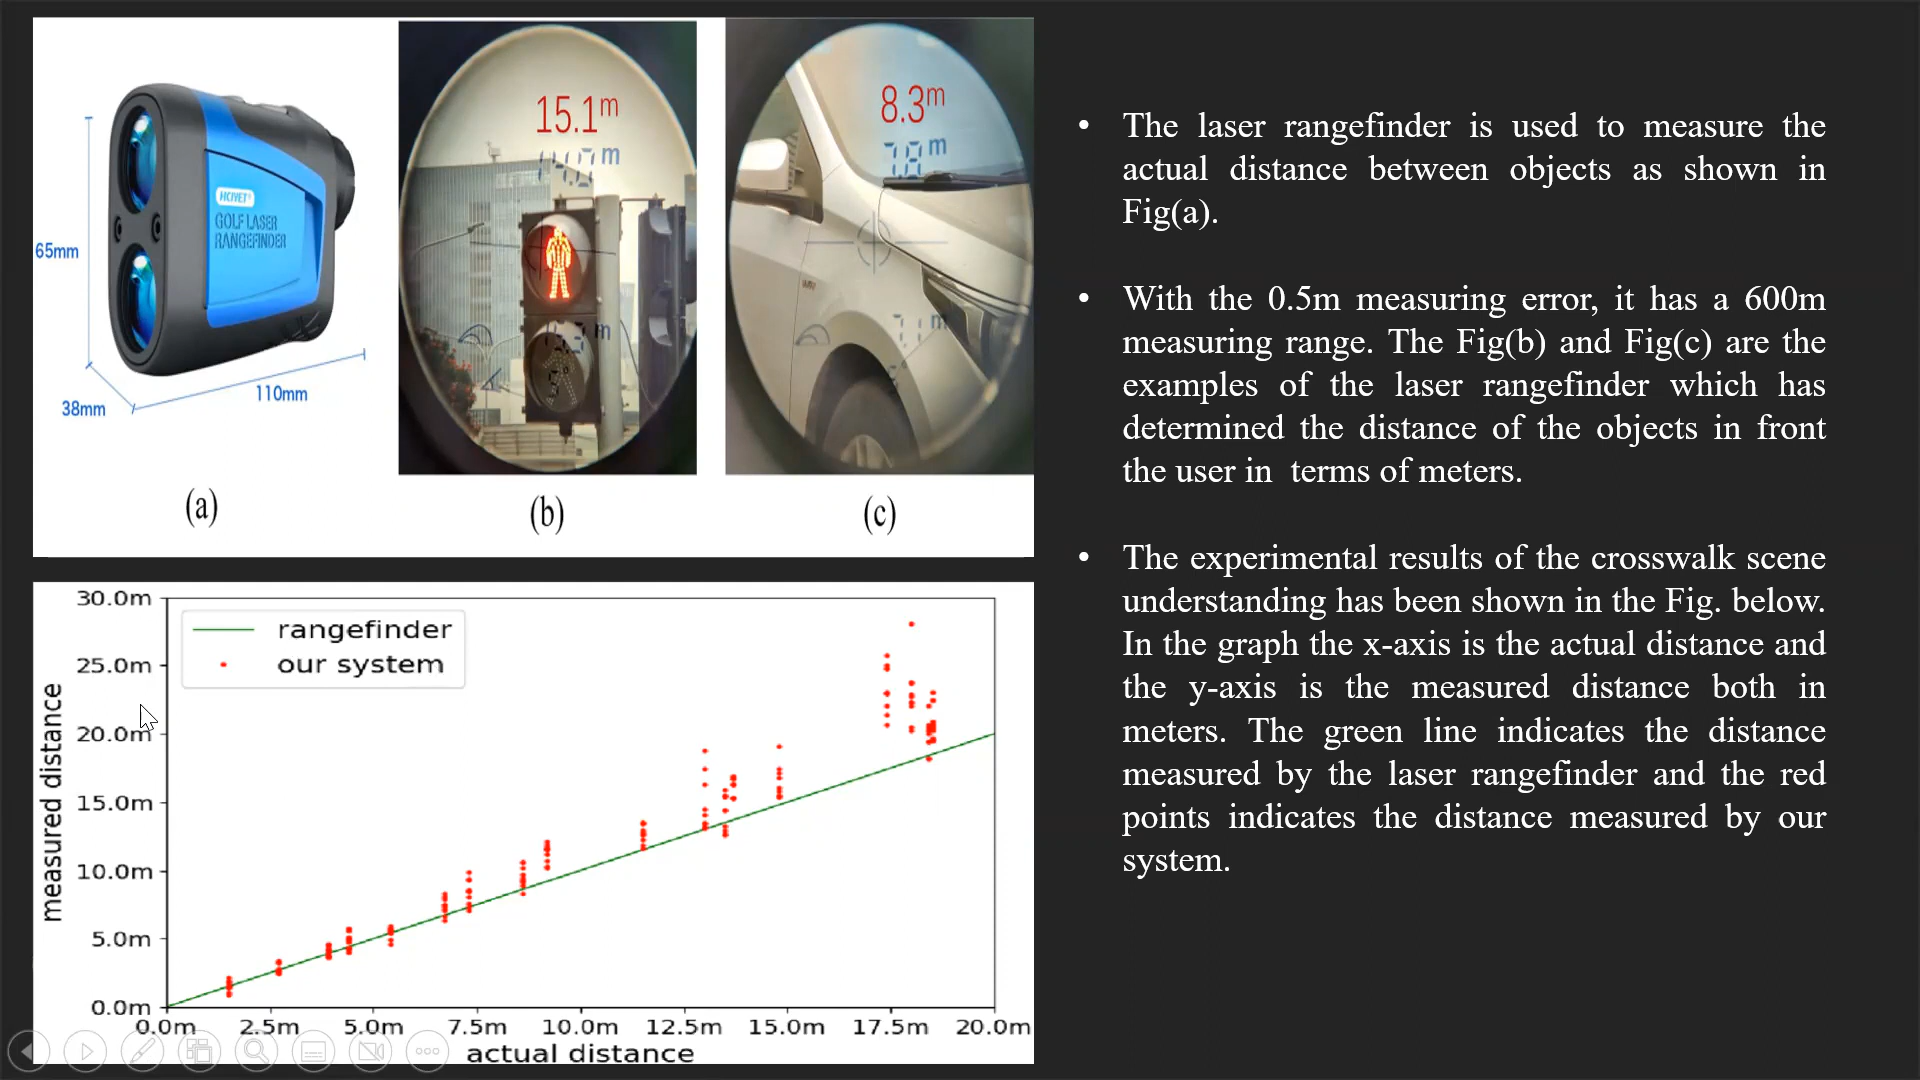 HCIYET
GOLF LASER
RANGEFINDER
65mm
38mm
110mm
15.1m
m
8.3m
7.8m
7.1m
(a)
(b)
(c)
30.0m
25.0m
20.0m
15.0m
10.0m
5.0m
0.0m
measured distance
rangefinder
our system
0.0m 2.5m 5.0m 7.5m 10.0m 12.5m 15.0m 17.5m 20.0m
actual distance
• The laser rangefinder is used to measure the
actual distance between objects as shown in
Fig(a).
• With the 0.5m measuring error, it has a 600m
measuring range. The Fig(b) and Fig(c) are the
examples of the laser rangefinder which has
determined the distance of the objects in front
the user in terms of meters.
• The experimental results of the crosswalk scene
understanding has been shown in the Fig. below.
In the graph the x-axis is the actual distance and
the y-axis is the measured distance both in
meters. The green line indicates the distance
measured by the laser rangefinder and the red
points indicates the distance measured by our
system.